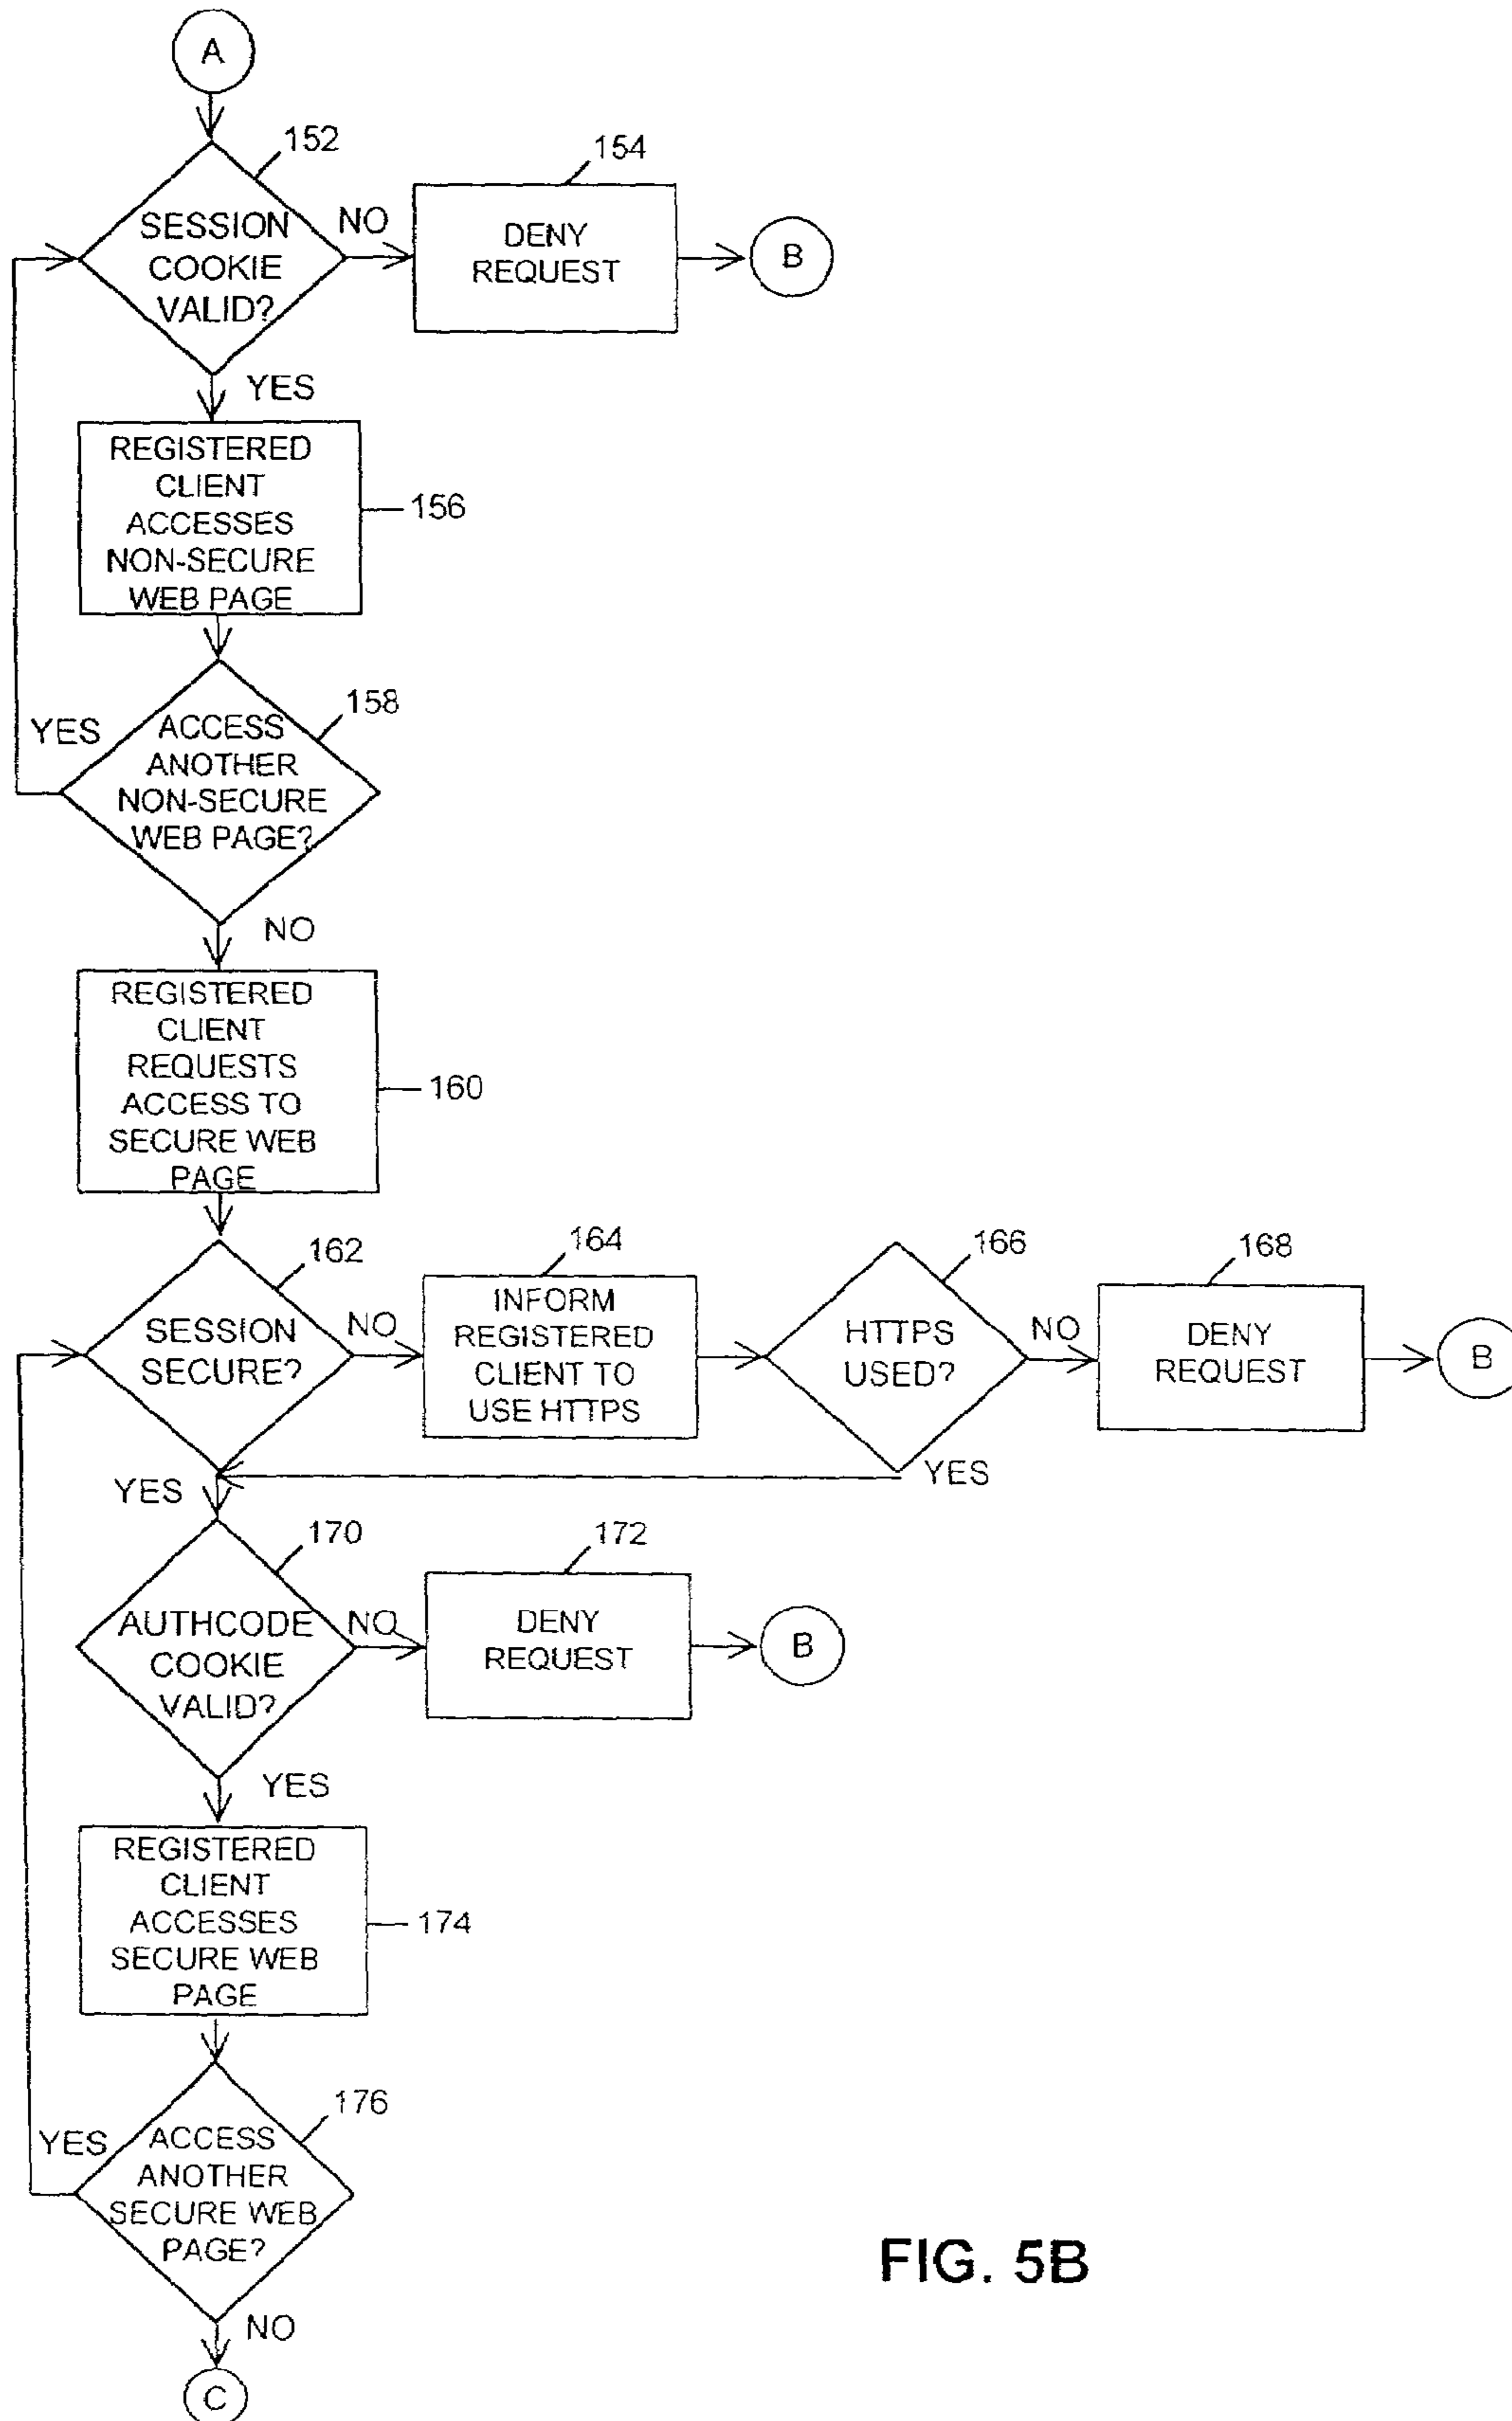 A
152
SESSION
COOKIE
VALID?
NO
154
DENY
REQUEST
B
YES
REGISTERED
CLIENT
ACCESSES
NON-SECURE
WEB PAGE
156
158
YES
ACCESS
ANOTHER
NON-SECURE
WEB PAGE?
NO
REGISTERED
CLIENT
REQUESTS
ACCESS TO
SECURE WEB
PAGE
160
162
SESSION
SECURE?
NO
164
INFORM
REGISTERED
CLIENT TO
USE HTTPS
166
HTTPS
USED?
NO
168
DENY
REQUEST
B
YES
YES
170
AUTHCODE
COOKIE
VALID?
NO
172
DENY
REQUEST
B
YES
REGISTERED
CLIENT
ACCESSES
SECURE WEB
PAGE
174
176
YES
ACCESS
ANOTHER
SECURE WEB
PAGE?
NO
C
FIG. 5B